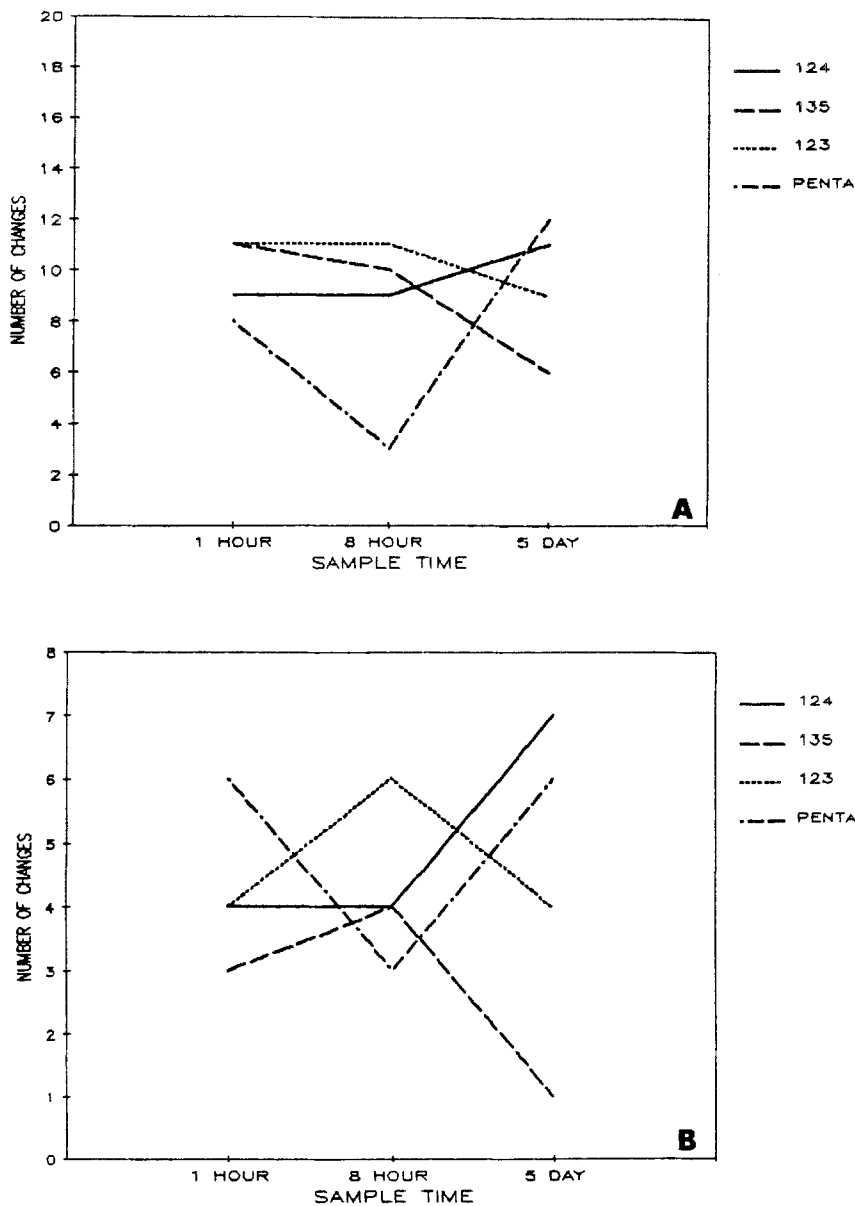 20
18
16
14
12
10
8
6
4
2
0
NUMBER OF CHANGES
1 HOUR 8 HOUR 5 DAY
SAMPLE TIME
124
135
123
PENTA
A
8
7
6
5
4
3
2
1
0
NUMBER OF CHANGES
1 HOUR 8 HOUR 5 DAY
SAMPLE TIME
124
135
123
PENTA
B